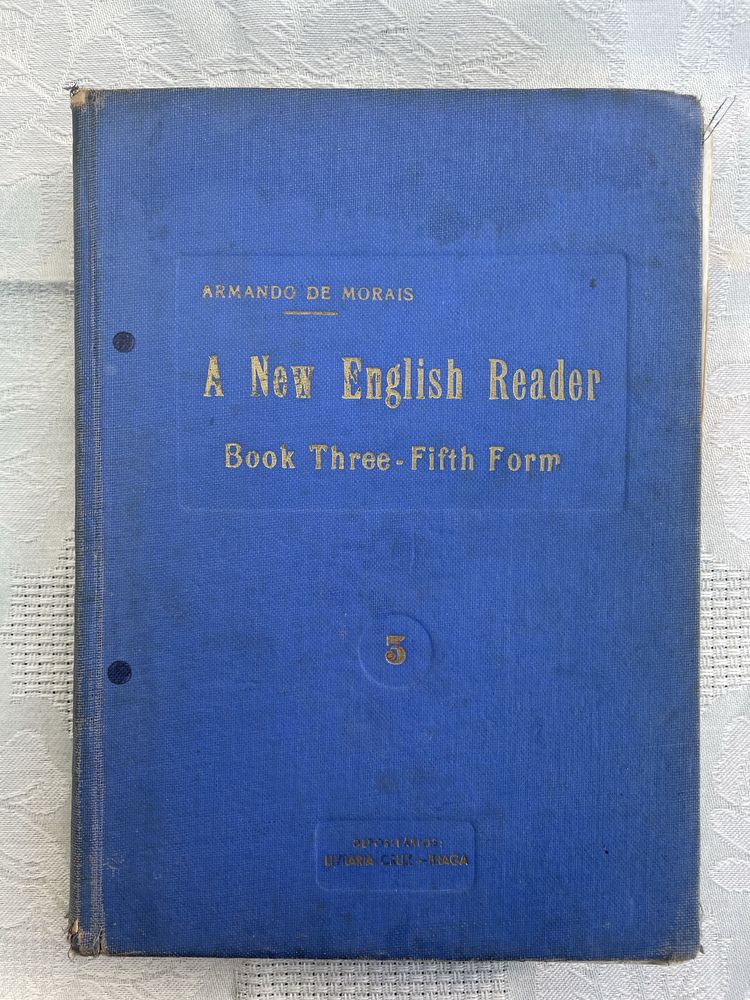 ARMANDO DE MORAIS
A New English Reader
Book Three-Fifth Form
3
DEPOSITÁRIOS:
LIVRARIA CRUZ-BRAGA